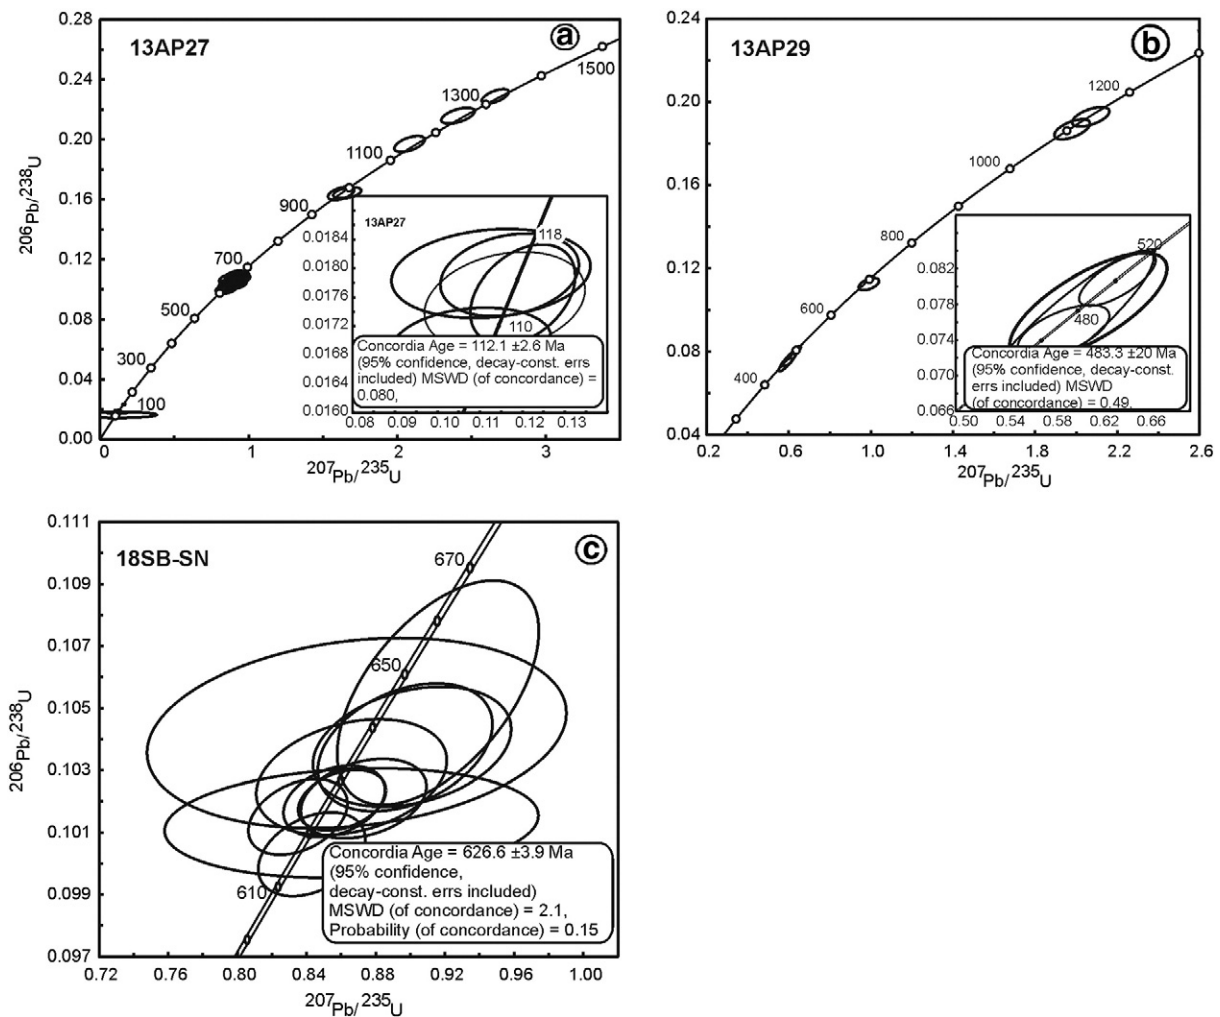 0.28
0.24
0.20
0.16
0.12
0.08
0.04
0.00
206Pb/238U
13AP27
a
1500
1300
1100
900
700
500
300
100
13AP27
0.0184
0.0180
0.0176
0.0172
0.0168
0.0164
0.0160
118
110
Concordia Age = 112.1 ±2.6 Ma
(95% confidence, decay-const. errs
included) MSWD (of concordance) =
0.080,
0.08 0.09 0.10 0.11 0.12 0.13
0 1 2 3
207Pb/235U
0.24
0.20
0.16
0.12
0.08
0.04
206Pb/238U
13AP29
b
1200
1000
800
600
400
0.082
0.078
0.074
0.070
0.066
520
480
Concordia Age = 483.3 ±20 Ma
(95% confidence, decay-const.
errs included) MSWD
(of concordance) = 0.49,
0.50 0.54 0.58 0.62 0.66
0.2 0.6 1.0 1.4 1.8 2.2 2.6
207Pb/235U
0.111
0.109
0.107
0.105
0.103
0.101
0.099
0.097
206Pb/238U
18SB-SN
c
670
650
610
Concordia Age = 626.6 ±3.9 Ma
(95% confidence,
decay-const. errs included)
MSWD (of concordance) = 2.1,
Probability (of concordance) = 0.15
0.72 0.76 0.80 0.84 0.88 0.92 0.96 1.00
207Pb/235U